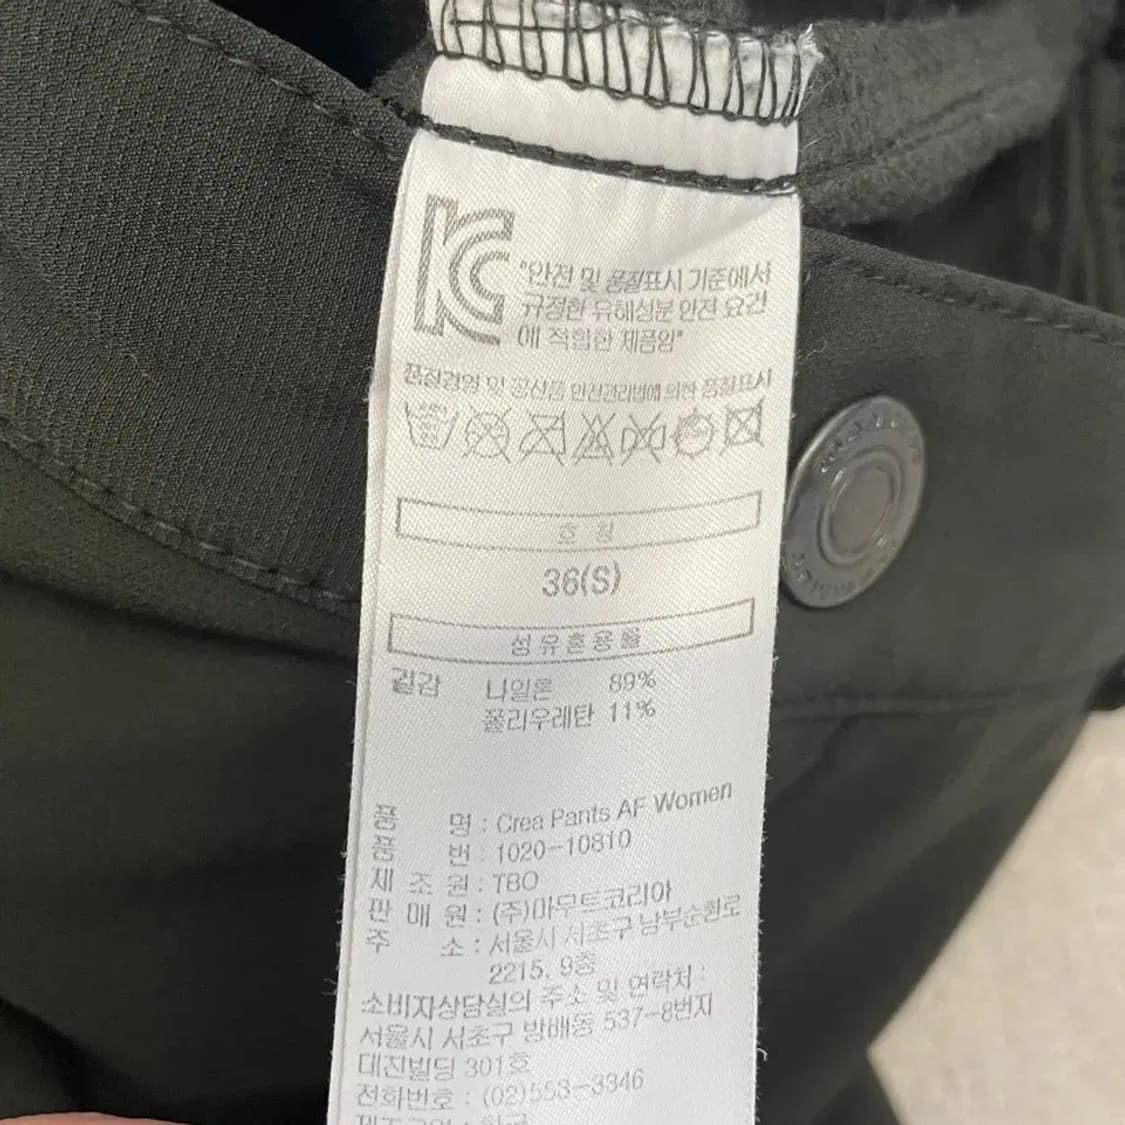 KC
"안전 및 품질표시 기준에서
규정한 유해성분 안전 요건
에 적합한 제품임"
품질경영 및 공산품 안전관리법에 의한 품질표시
호 칭
36(S)
섬유혼용율
겉감 나일론 89%
폴리우레탄 11%
품 명 : Crea Pants AF Women
품 번 : 1020-10810
제 조 원 : TBO
판 매 원 : (주)마무트코리아
주 소 : 서울시 서초구 남부순환로
2215. 9층
소비자상담실의 주소 및 연락처 :
서울시 서초구 방배동 537-8번지
대진빌딩 301호
전화번호 : (02)553-3346